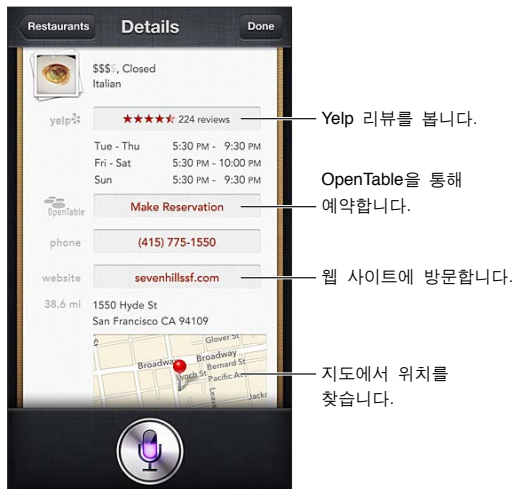 Restaurants
Details
Done
$$$$, Closed
Italian
yelp
224 reviews
Yelp 리뷰를 봅니다.
Tue - Thu 5:30 PM - 9:30 PM
Fri - Sat 5:30 PM - 10:00 PM
Sun 5:30 PM - 9:30 PM
OpenTable
Make Reservation
OpenTable을 통해
예약합니다.
phone
(415) 775-1550
website
sevenhillssf.com
웹 사이트에 방문합니다.
38.6 mi
1550 Hyde St
San Francisco CA 94109
Glover St
Broadway
Broadway
Bernard St
Lynch St
Pacific Ave
Leave
Jacks
지도에서 위치를
찾습니다.